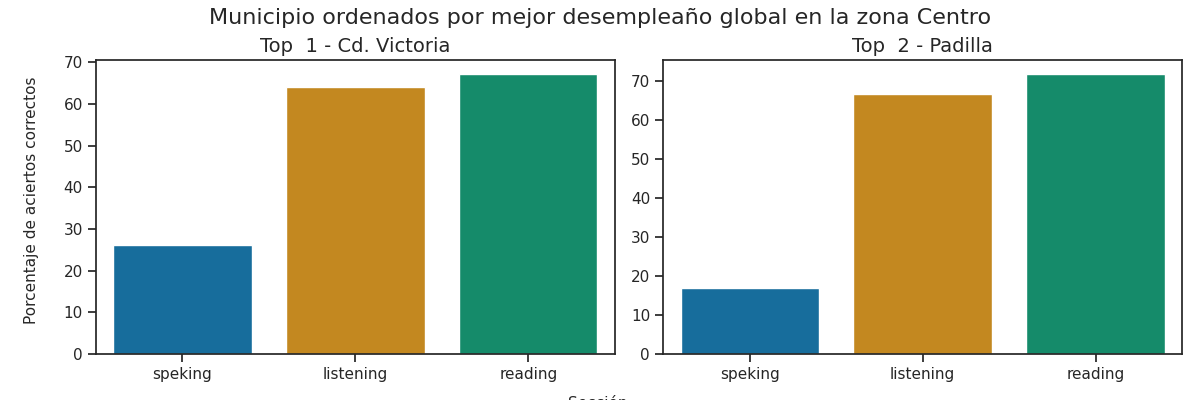 Municipio ordenados por mejor desempleaño global en la zona Centro
Top 1 - Cd. Victoria
Porcentaje de aciertos correctos
70
60
50
40
30
20
10
0
speking listening reading
Top 2 - Padilla
70
60
50
40
30
20
10
0
speking listening reading
Sección